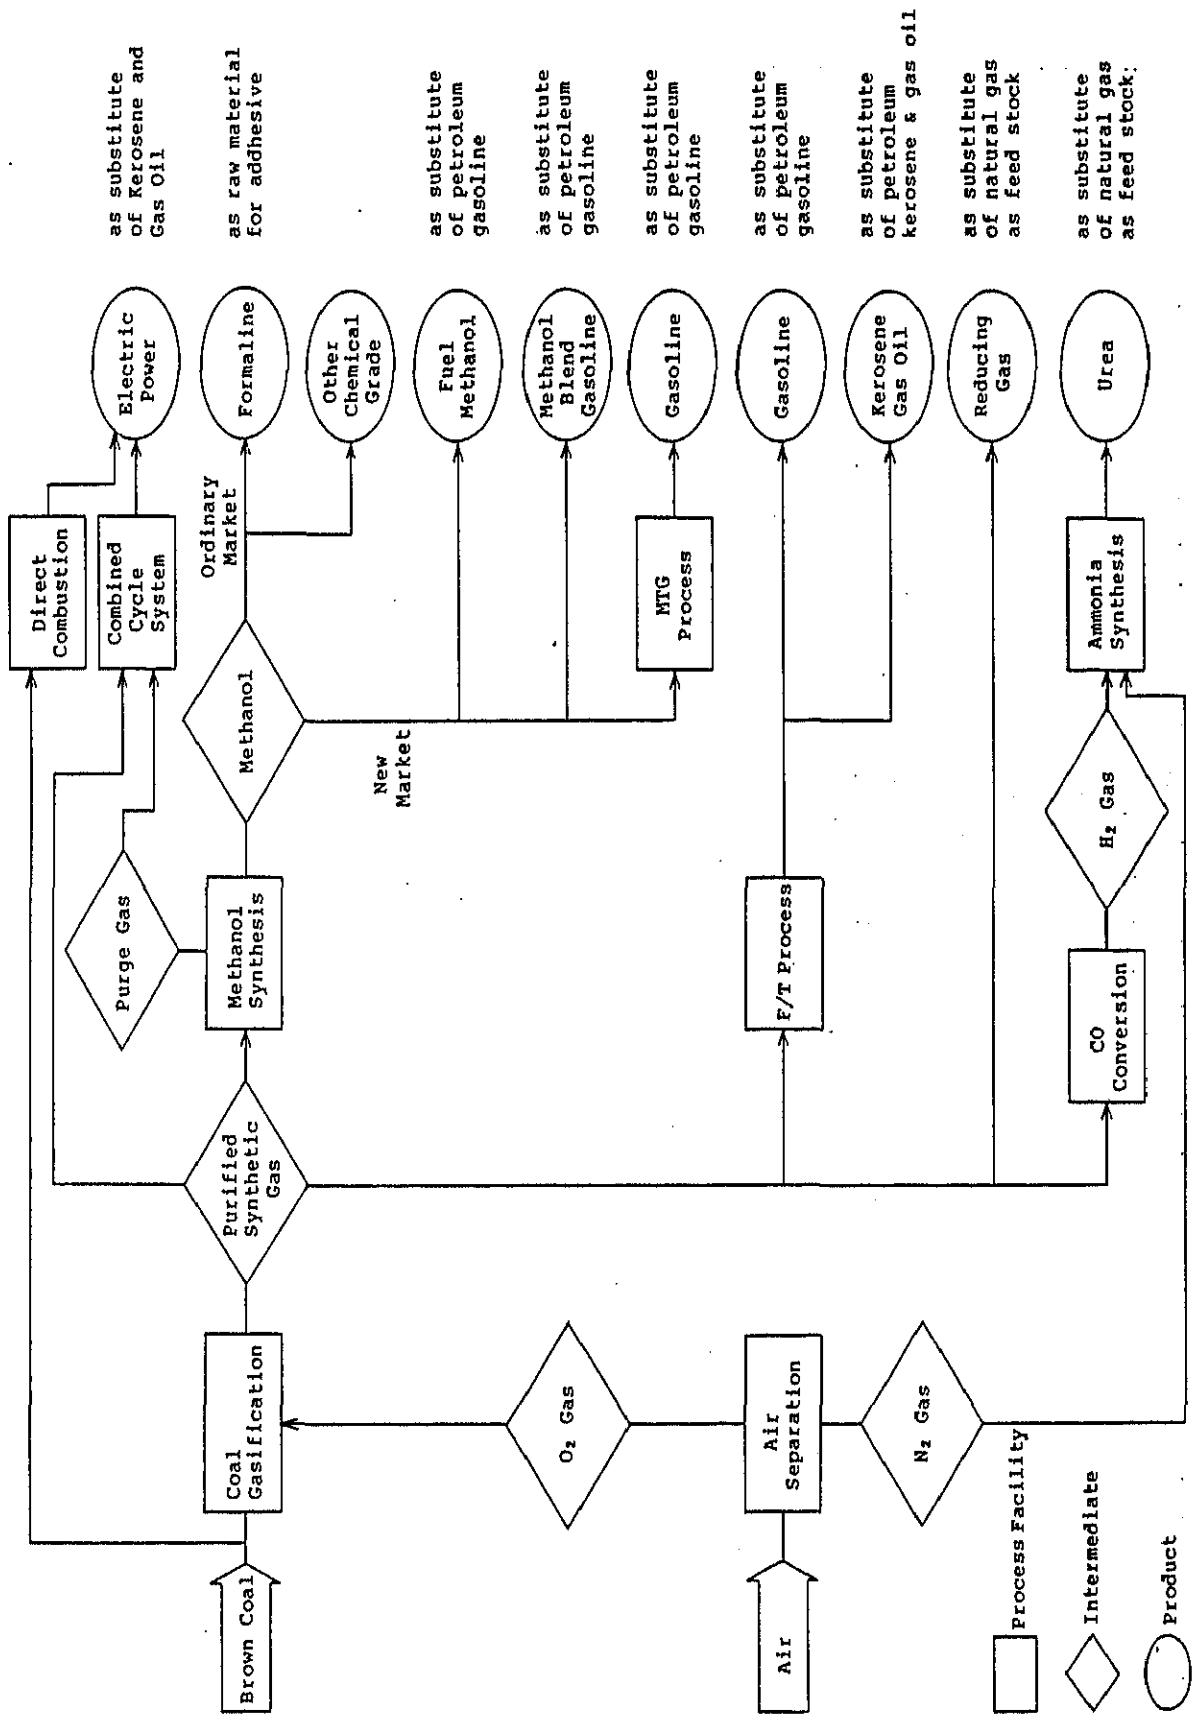 Brown Coal
Air
Coal
Gasification
O₂ Gas
Air
Separation
N₂ Gas
Purified
Synthetic
Gas
Purge Gas
Methanol
Synthesis
F/T Process
CO
Conversion
H₂ Gas
Methanol
New
Market
Ordinary
Market
Direct
Combustion
Combined
Cycle
System
MTG
Process
Ammonia
Synthesis
Electric
Power
as substitute
of Kerosene and
Gas Oil
Formaline
as raw material
for addhesive
Other
Chemical
Grade
Fuel
Methanol
as substitute
of petroleum
gasoline
Methanol
Blend
Gasoline
as substitute
of petroleum
gasoline
Gasoline
as substitute
of petroleum
gasoline
Gasoline
as substitute
of petroleum
gasoline
Kerosene
Gas Oil
as substitute
of petroleum
kerosene & gas oil
Reducing
Gas
as substitute
of natural gas
as feed stock
Urea
as substitute
of natural gas
as feed stock
Process Facility
Intermediate
Product